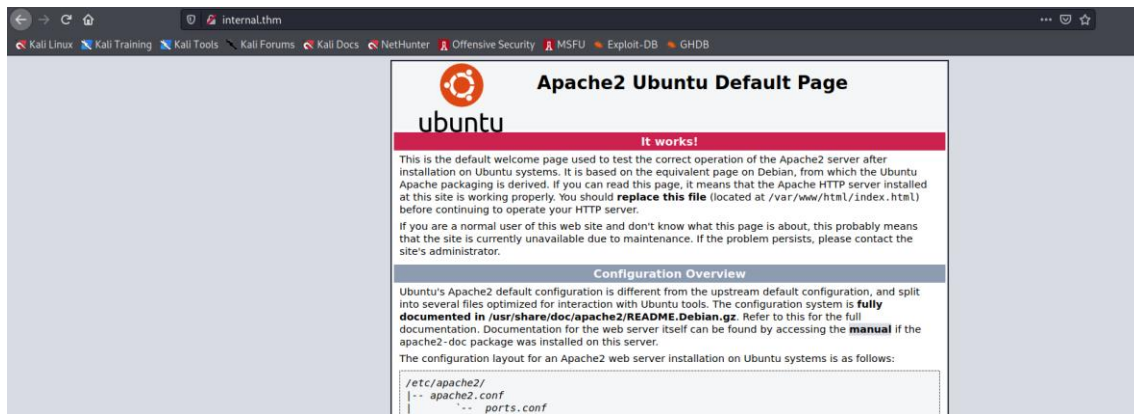 internal.thm
Kali Linux Kali Training Kali Tools Kali Forums Kali Docs NetHunter Offensive Security MSFU Exploit-DB GHDB
ubuntu
Apache2 Ubuntu Default Page
It works!
This is the default welcome page used to test the correct operation of the Apache2 server after
installation on Ubuntu systems. It is based on the equivalent page on Debian, from which the Ubuntu
Apache packaging is derived. If you can read this page, it means that the Apache HTTP server installed
at this site is working properly. You should replace this file (located at /var/www/html/index.html)
before continuing to operate your HTTP server.
If you are a normal user of this web site and don't know what this page is about, this probably means
that the site is currently unavailable due to maintenance. If the problem persists, please contact the
site's administrator.
Configuration Overview
Ubuntu's Apache2 default configuration is different from the upstream default configuration, and split
into several files optimized for interaction with Ubuntu tools. The configuration system is fully
documented in /usr/share/doc/apache2/README.Debian.gz. Refer to this for the full
documentation. Documentation for the web server itself can be found by accessing the manual if the
apache2-doc package was installed on this server.
The configuration layout for an Apache2 web server installation on Ubuntu systems is as follows:
/etc/apache2/
|-- apache2.conf
|       `--  ports.conf